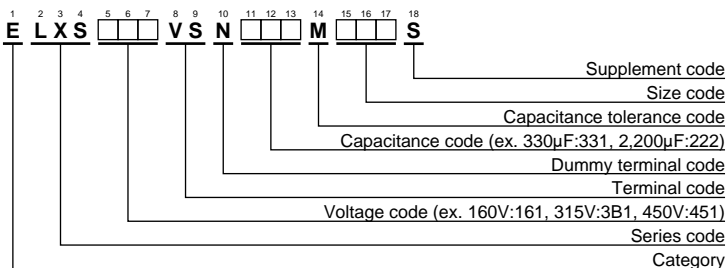 1 2 3 4 5 6 7 8 9 10 11 12 13 14 15 16 17 18
E L X S □□□ V S N □□□ M □□□ S
Supplement code
Size code
Capacitance tolerance code
Capacitance code (ex. 330µF:331, 2,200µF:222)
Dummy terminal code
Terminal code
Voltage code (ex. 160V:161, 315V:3B1, 450V:451)
Series code
Category